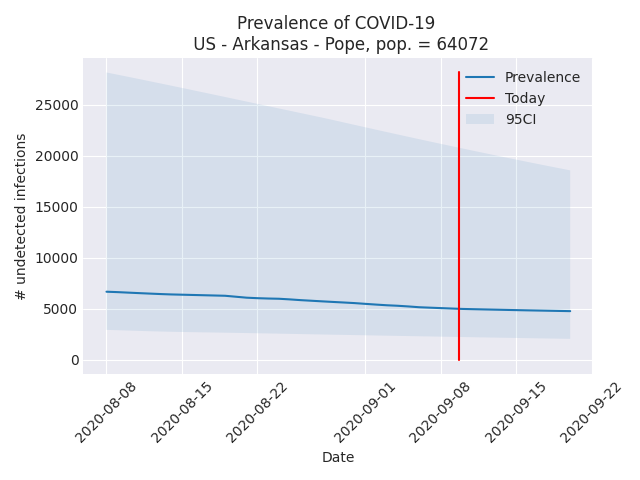 Prevalence of COVID-19
US - Arkansas - Pope, pop. = 64072
Prevalence
Today
95CI
# undetected infections
25000
20000
15000
10000
5000
0
2020-08-08
2020-08-15
2020-08-22
2020-09-01
2020-09-08
2020-09-15
2020-09-22
Date